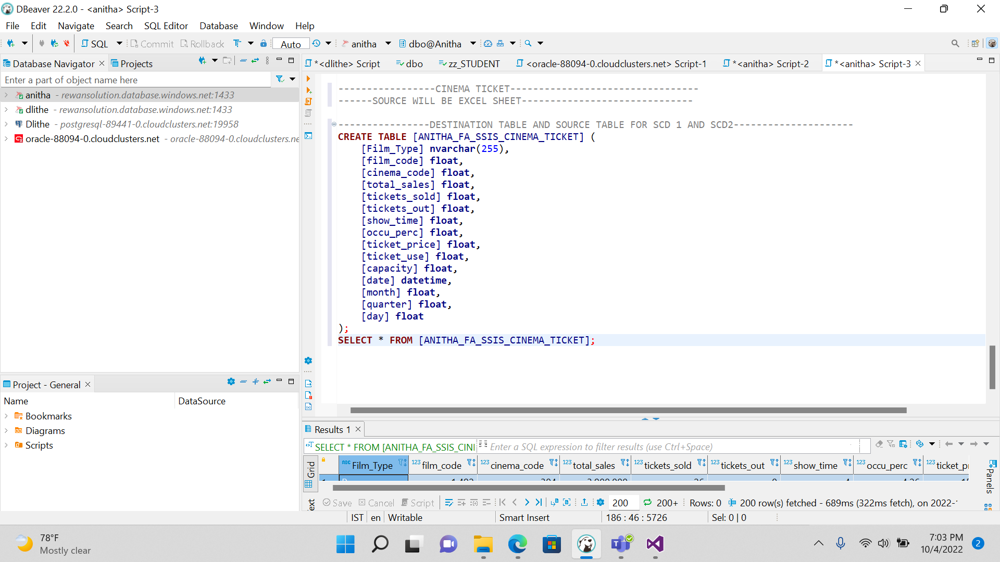 DBeaver 22.2.0 - <anitha> Script-3
File Edit Navigate Search SQL Editor Database Window Help
SQL Commit Rollback Auto anitha dbo@Anitha
Database Navigator Projects
Enter a part of object name here
anitha - rewansolution.database.windows.net:1433
dlithe - rewansolution.database.windows.net:1433
Dlithe - postgresql-89441-0.cloudclusters.net:19958
oracle-88094-0.cloudclusters.net - oracle-88094-0.cloudclusters.ne
Project - General
Name DataSource
Bookmarks
Diagrams
Scripts
*<dlithe> Script dbo zz_STUDENT <oracle-88094-0.cloudclusters.net> Script-1 *<anitha> Script-2 *<anitha> Script-3
-----------------CINEMA TICKET---------------------------------
------SOURCE WILL BE EXCEL SHEET------------------------------
----------------DESTINATION TABLE AND SOURCE TABLE FOR SCD 1 AND SCD2---------------------
CREATE TABLE [ANITHA_FA_SSIS_CINEMA_TICKET] (
[Film_Type] nvarchar(255),
[film_code] float,
[cinema_code] float,
[total_sales] float,
[tickets_sold] float,
[tickets_out] float,
[show_time] float,
[occu_perc] float,
[ticket_price] float,
[ticket_use] float,
[capacity] float,
[date] datetime,
[month] float,
[quarter] float,
[day] float
);
SELECT * FROM [ANITHA_FA_SSIS_CINEMA_TICKET];
Results 1
SELECT * FROM [ANITHA_FA_SSIS_CINI Enter a SQL expression to filter results (use Ctrl+Space)
Grid
ABC Film_Type 123 film_code 123 cinema_code 123 total_sales 123 tickets_sold 123 tickets_out 123 show_time 123 occu_perc 123 ticket_p
Panels
Save Cancel Script 200 200+ Rows: 0 200 row(s) fetched - 689ms (322ms fetch), on 2022-
IST en Writable Smart Insert 186 : 46 : 5726 Sel: 0 | 0
78°F
Mostly clear
7:03 PM
10/4/2022
2